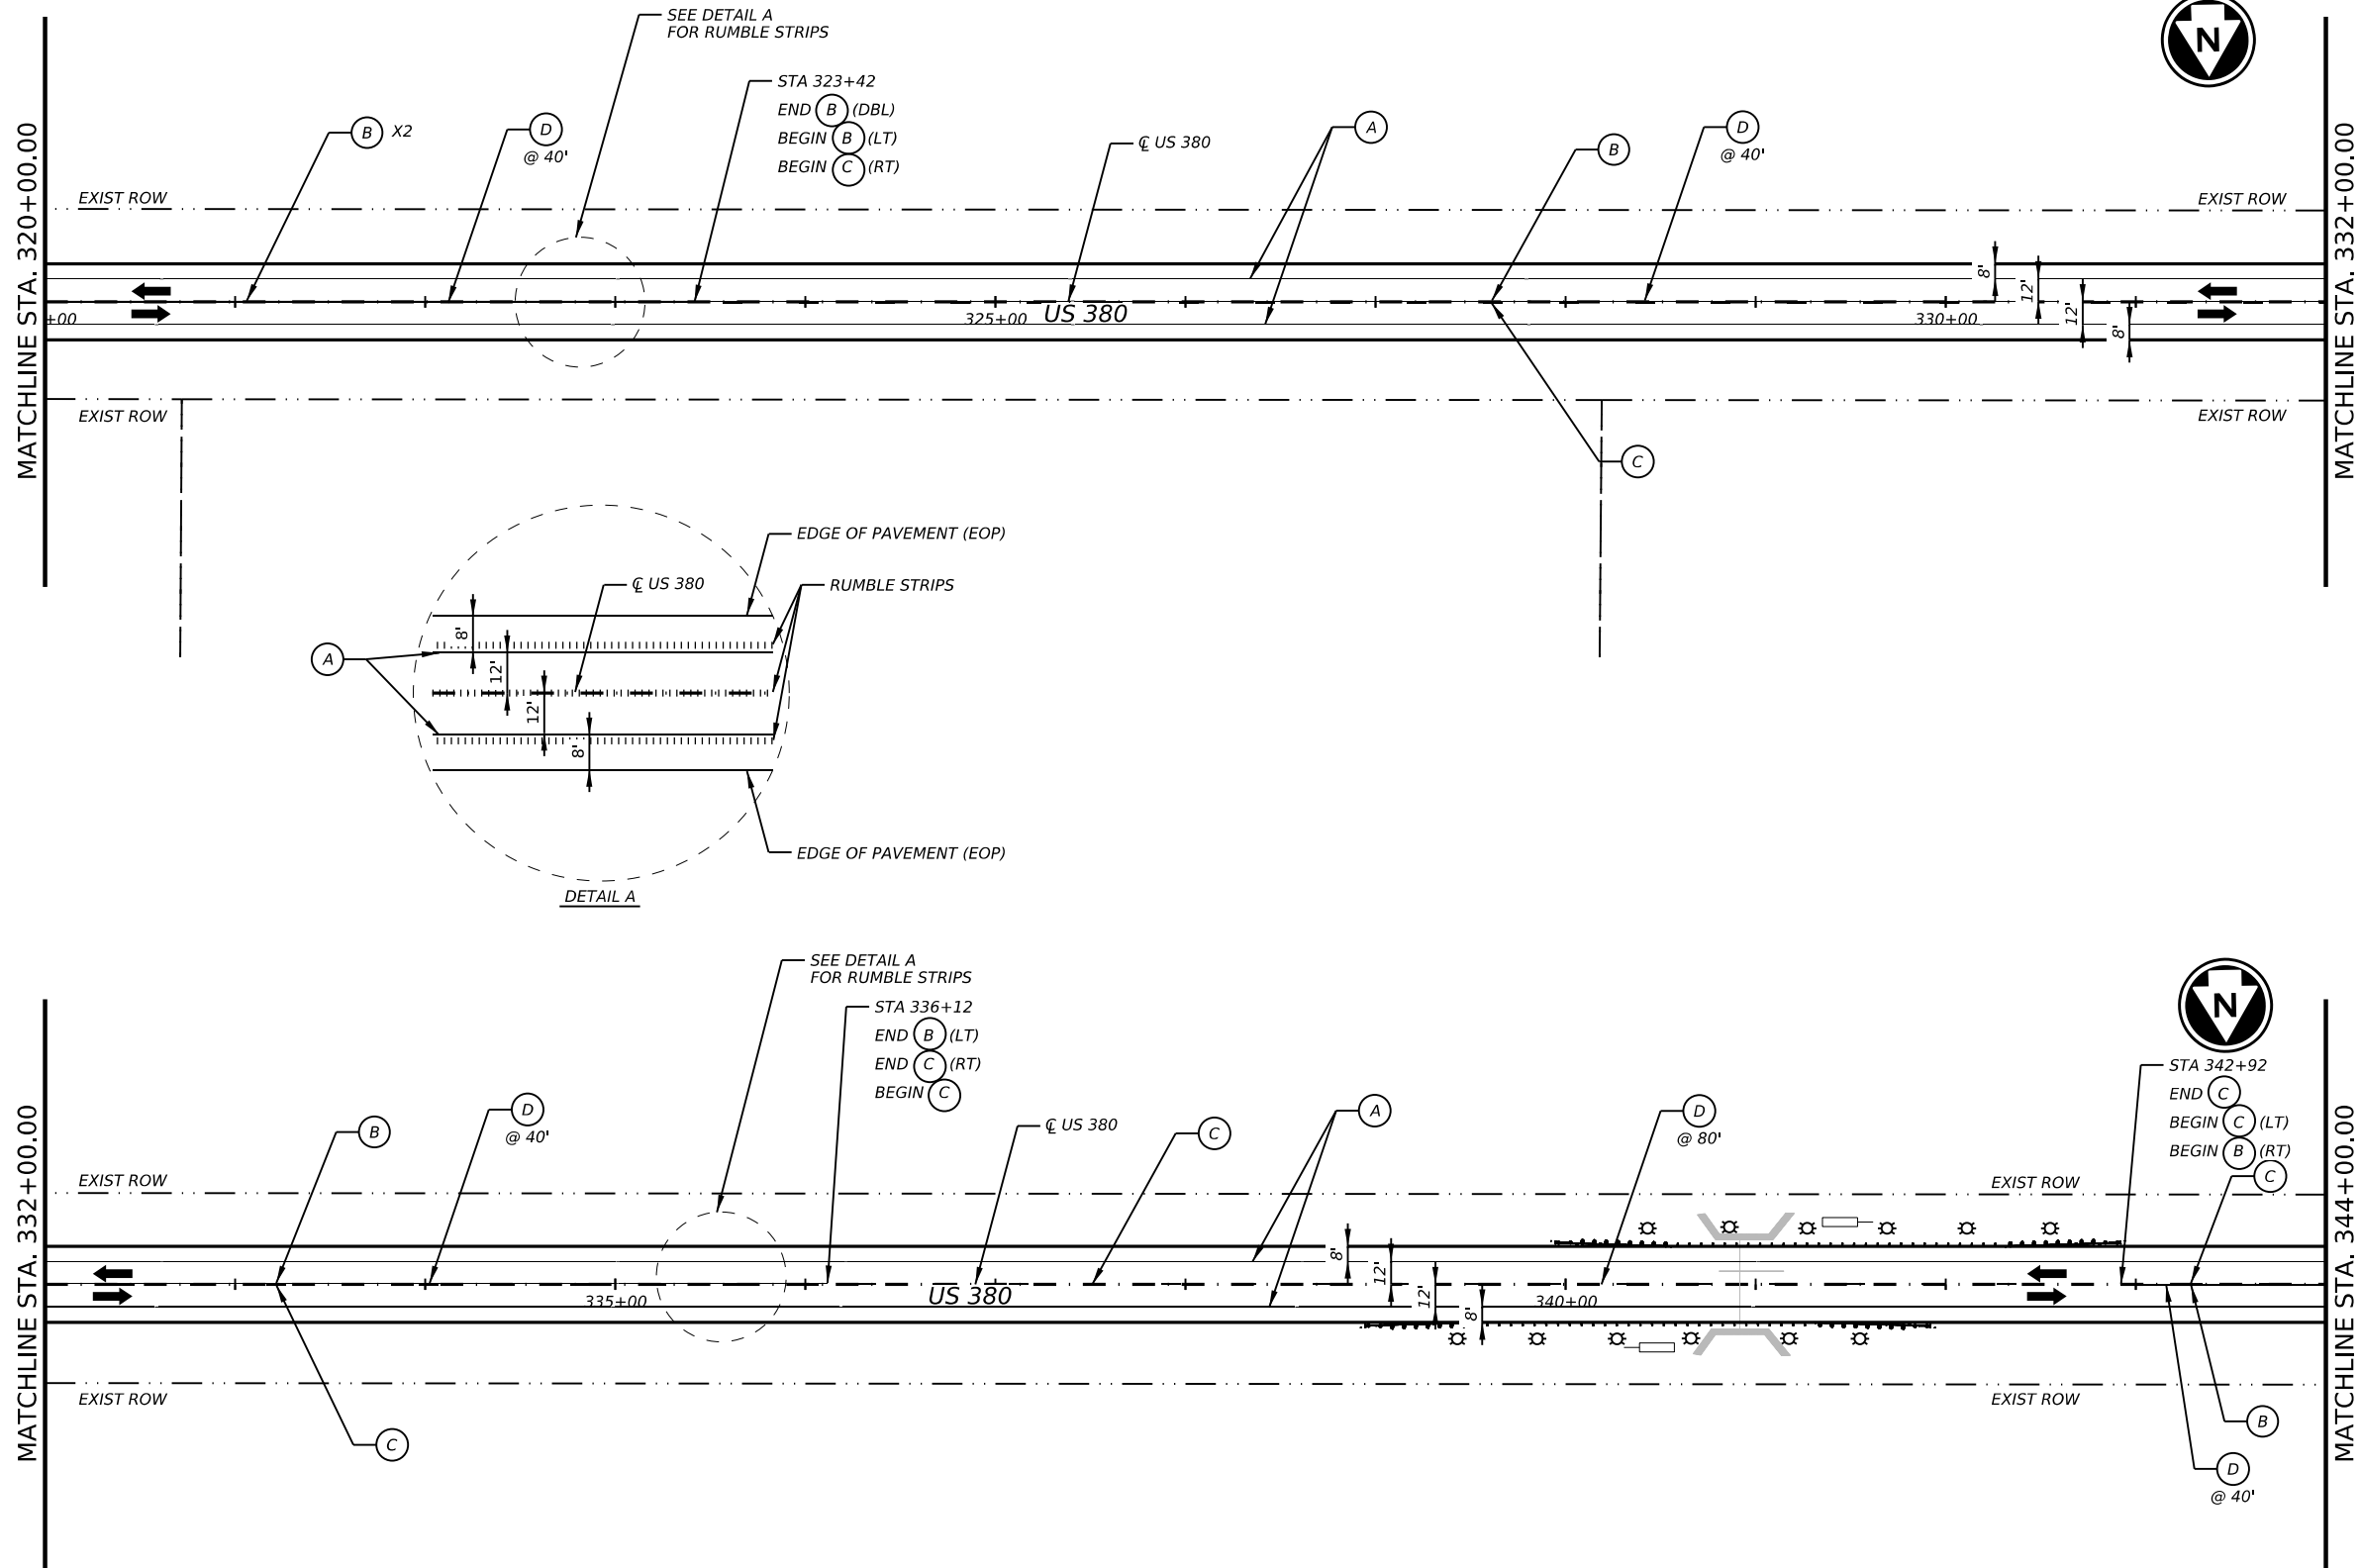 SEE DETAIL A
FOR RUMBLE STRIPS
N
STA 323+42
END B (DBL)
BEGIN B (LT)
BEGIN C (RT)
B X2
D
@ 40'
℄ US 380
A
B
D
@ 40'
EXIST ROW
EXIST ROW
MATCHLINE STA. 320+00.00
MATCHLINE STA. 332+00.00
8'
12'
12'
8'
+00
325+00
US 380
330+00
EXIST ROW
EXIST ROW
C
EDGE OF PAVEMENT (EOP)
℄ US 380
RUMBLE STRIPS
A
8'
12'
12'
8'
EDGE OF PAVEMENT (EOP)
DETAIL A
SEE DETAIL A
FOR RUMBLE STRIPS
N
STA 336+12
END B (LT)
END C (RT)
BEGIN C
STA 342+92
END C
BEGIN C (LT)
BEGIN B (RT)
C
B
D
@ 40'
℄ US 380
C
A
D
@ 80'
EXIST ROW
EXIST ROW
MATCHLINE STA. 332+00.00
MATCHLINE STA. 344+00.00
8'
12'
12'
8'
335+00
US 380
340+00
EXIST ROW
EXIST ROW
C
B
D
@ 40'